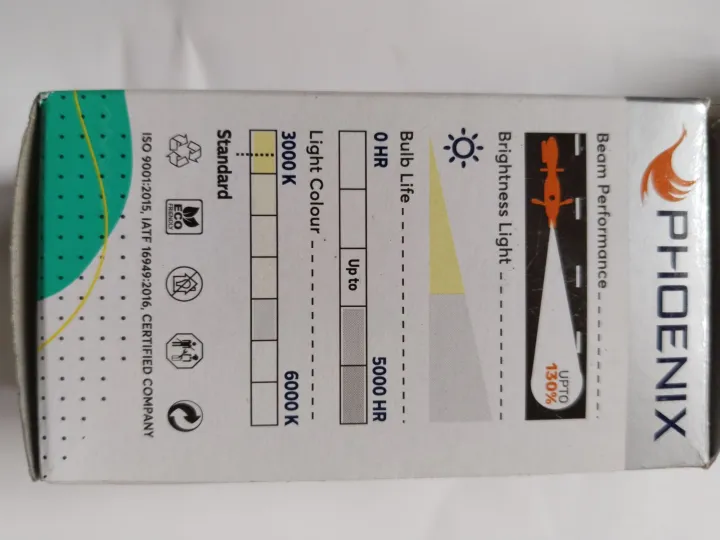 PHOENIX
Beam Performance
UPTO
130%
Brightness Light
Bulb Life
0 HR
Up to
5000 HR
Light Colour
3000 K
6000 K
Standard
ECO
FRIENDLY
ISO 9001:2015, IATF 16949:2016, CERTIFIED COMPANY